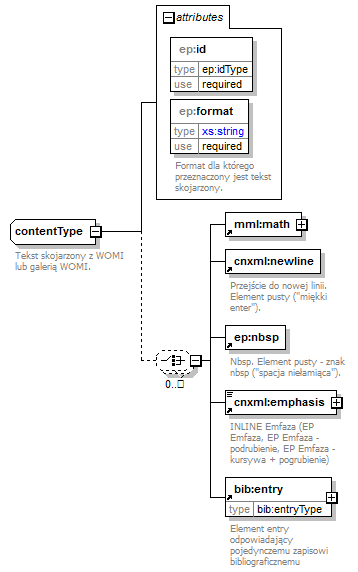 attributes
ep:id
type ep:idType
use required
ep:format
type xs:string
use required
Format dla którego
przeznaczony jest tekst
skojarzony.
contentType
Tekst skojarzony z WOMI
lub galerią WOMI.
0..
mml:math
cnxml:newline
Przejście do nowej linii.
Element pusty ("miękki
enter").
ep:nbsp
Nbsp. Element pusty - znak
nbsp ("spacja niełamiąca").
cnxml:emphasis
INLINE Emfaza (EP
Emfaza, EP Emfaza -
podrubienie, EP Emfaza -
kursywa + pogrubienie)
bib:entry
type bib:entryType
Element entry
odpowiadający
pojedynczemu zapisowi
bibliograficznemu